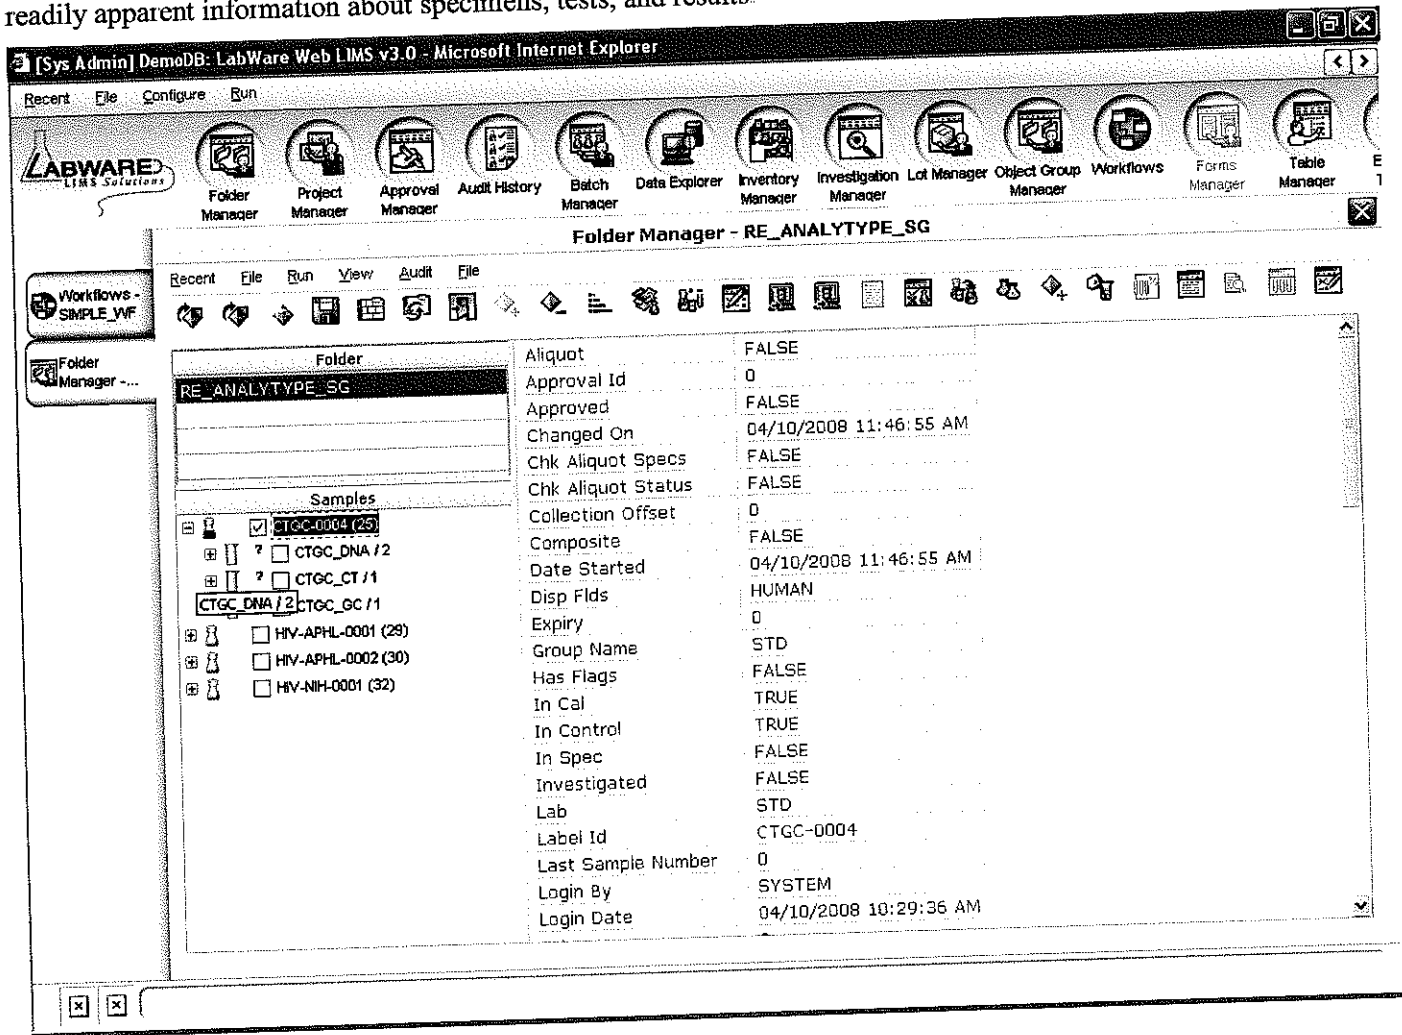 readily apparent information about specimens, tests, and results.
[Sys Admin] DemoDB: LabWare Web LIMS v3.0 - Microsoft Internet Explorer
Recent File Configure Run
LABWARE
LIMS Solutions
Folder Manager
Project Manager
Approval Manager
Audit History
Batch Manager
Data Explorer
Inventory Manager
Investigation Manager
Lot Manager
Object Group Manager
Workflows
Forms Manager
Table Manager
Folder Manager - RE_ANALYTYPE_SG
Recent File Run View Audit File
Workflows - SIMPLE_WF
Folder Manager -...
Folder
RE_ANALYTYPE_SG
Samples
CTGC-0004 (25)
? CTGC_DNA / 2
? CTGC_CT / 1
CTGC_DNA / 2
CTGC_GC / 1
HIV-APHL-0001 (29)
HIV-APHL-0002 (30)
HIV-NIH-0001 (32)
Aliquot FALSE
Approval Id 0
Approved FALSE
Changed On 04/10/2008 11:46:55 AM
Chk Aliquot Specs FALSE
Chk Aliquot Status FALSE
Collection Offset 0
Composite FALSE
Date Started 04/10/2008 11:46:55 AM
Disp Flds HUMAN
Expiry 0
Group Name STD
Has Flags FALSE
In Cal TRUE
In Control TRUE
In Spec FALSE
Investigated FALSE
Lab STD
Label Id CTGC-0004
Last Sample Number 0
Login By SYSTEM
Login Date 04/10/2008 10:29:36 AM